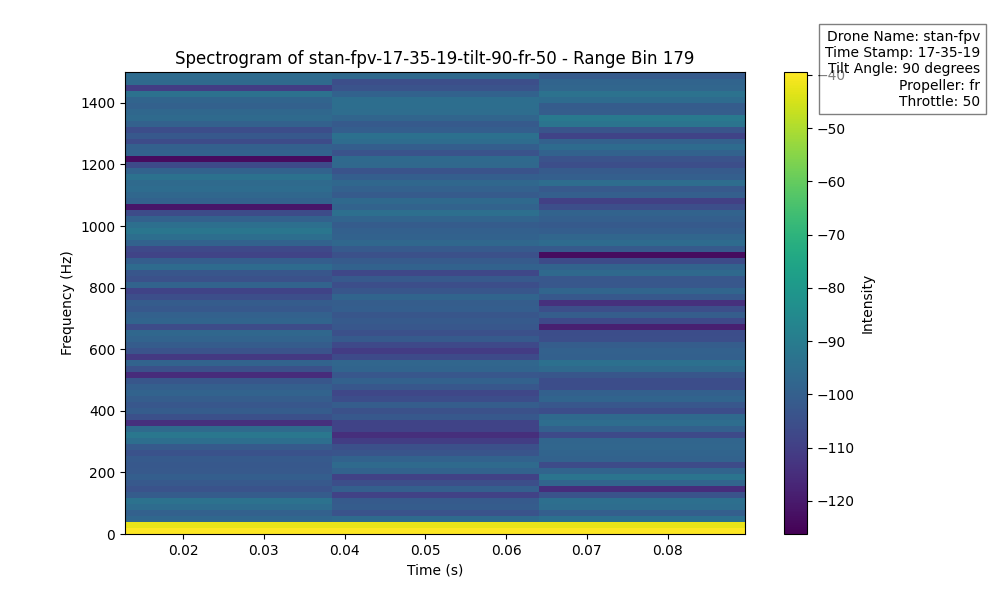 Drone Name: stan-fpv
Time Stamp: 17-35-19
Tilt Angle: 90 degrees
Propeller: fr
Throttle: 50
Spectrogram of stan-fpv-17-35-19-tilt-90-fr-50 - Range Bin 179
1400
1200
1000
800
600
400
200
0
Frequency (Hz)
0.02 0.03 0.04 0.05 0.06 0.07 0.08
Time (s)
−40
−50
−60
−70
−80
−90
−100
−110
−120
Intensity